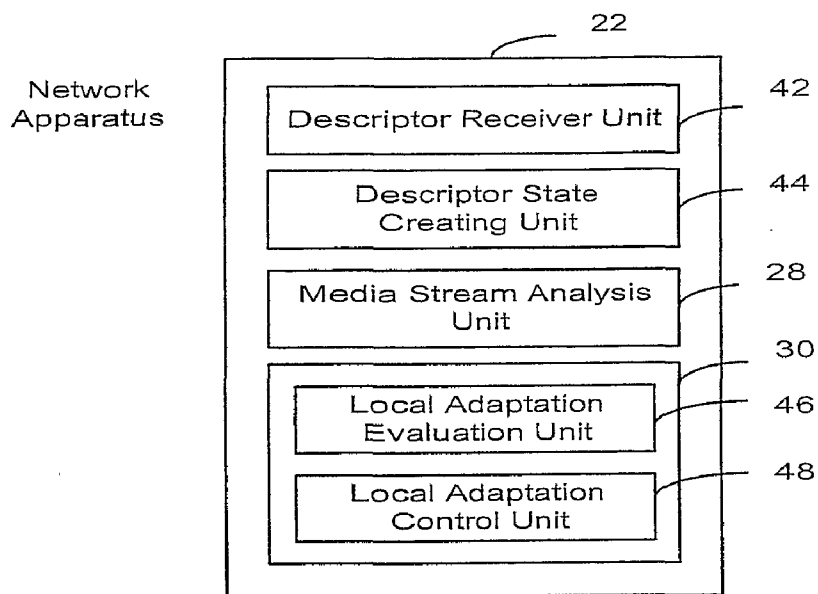 22
Network
Apparatus
Descriptor Receiver Unit
42
Descriptor State
Creating Unit
44
Media Stream Analysis
Unit
28
30
Local Adaptation
Evaluation Unit
46
Local Adaptation
Control Unit
48